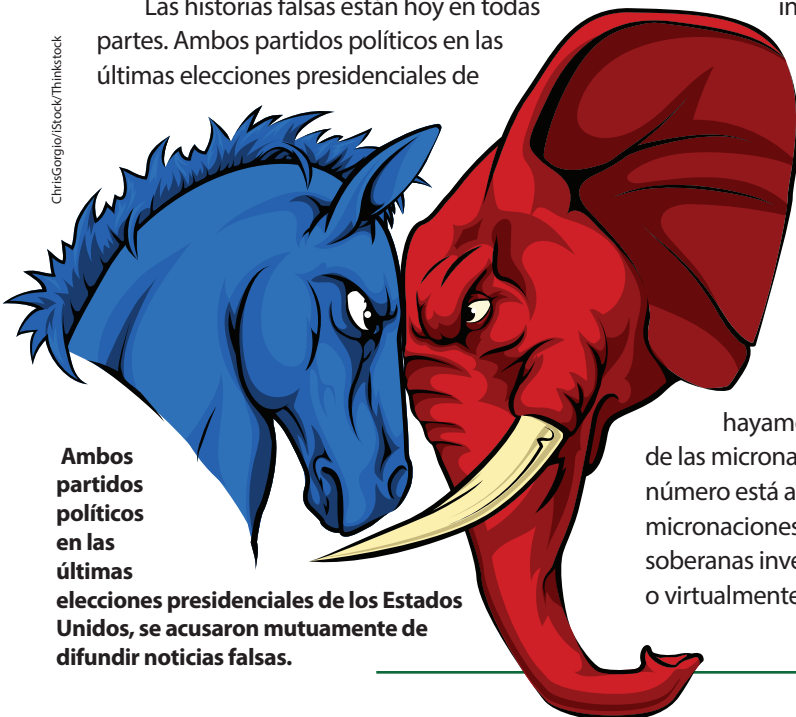 Las historias falsas están hoy en todas
partes. Ambos partidos políticos en las
últimas elecciones presidenciales de
ChrisGorgio/iStock/Thinkstock
Ambos
partidos
políticos
en las
últimas
elecciones presidenciales de los Estados
Unidos, se acusaron mutuamente de
difundir noticias falsas.
in
hayamo
de las microna
número está a
micronaciones
soberanas inve
o virtualmente